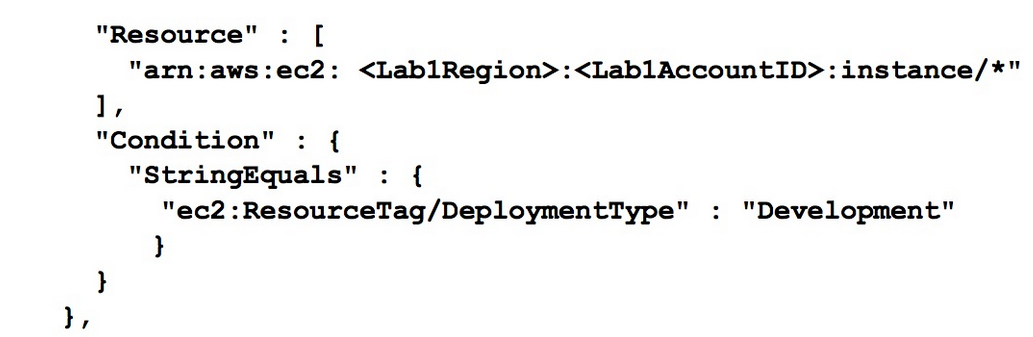 "Resource" : [
"arn:aws:ec2: <Lab1Region>:<Lab1AccountID>:instance/*"
],
"Condition" : {
"StringEquals" : {
"ec2:ResourceTag/DeploymentType" : "Development"
}
}
},